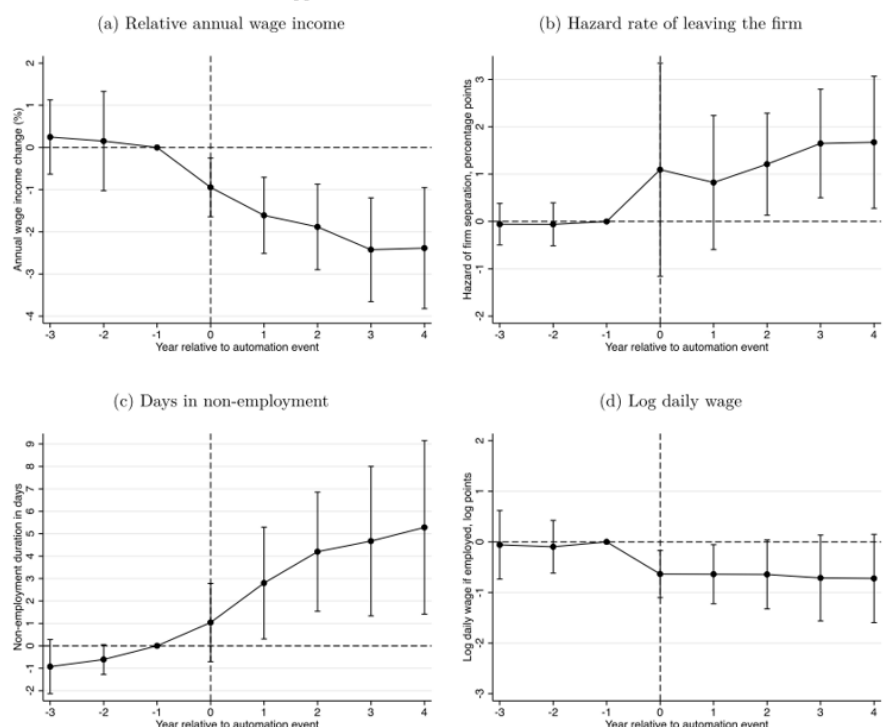 (a) Relative annual wage income
Annual wage income change (%)
2
1
0
-1
-2
-3
-4
-3 -2 -1 0 1 2 3 4
Year relative to automation event
(b) Hazard rate of leaving the firm
Hazard of firm separation, percentage points
3
2
1
0
-1
-2
-3 -2 -1 0 1 2 3 4
Year relative to automation event
(c) Days in non-employment
Non-employment duration in days
9
8
7
6
5
4
3
2
1
0
-1
-2
-3 -2 -1 0 1 2 3 4
Year relative to automation event
(d) Log daily wage
Log daily wage if employed, log points
2
1
0
-1
-2
-3
-3 -2 -1 0 1 2 3 4
Year relative to automation event